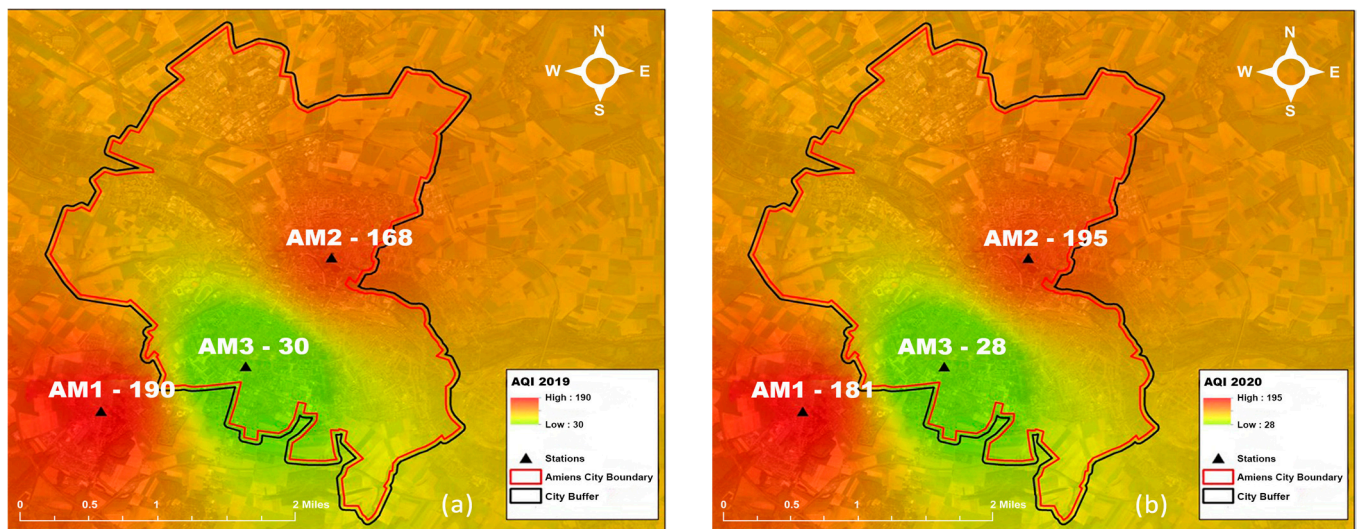 N
W E
S
AM2 - 168
AM3 - 30
AM1 - 190
AQI 2019
High : 190
Low : 30
Stations
Amiens City Boundary
City Buffer
0 0.5 1 2 Miles
(a)
N
W E
S
AM2 - 195
AM3 - 28
AM1 - 181
AQI 2020
High : 195
Low : 28
Stations
Amiens City Boundary
City Buffer
0 0.5 1 2 Miles
(b)